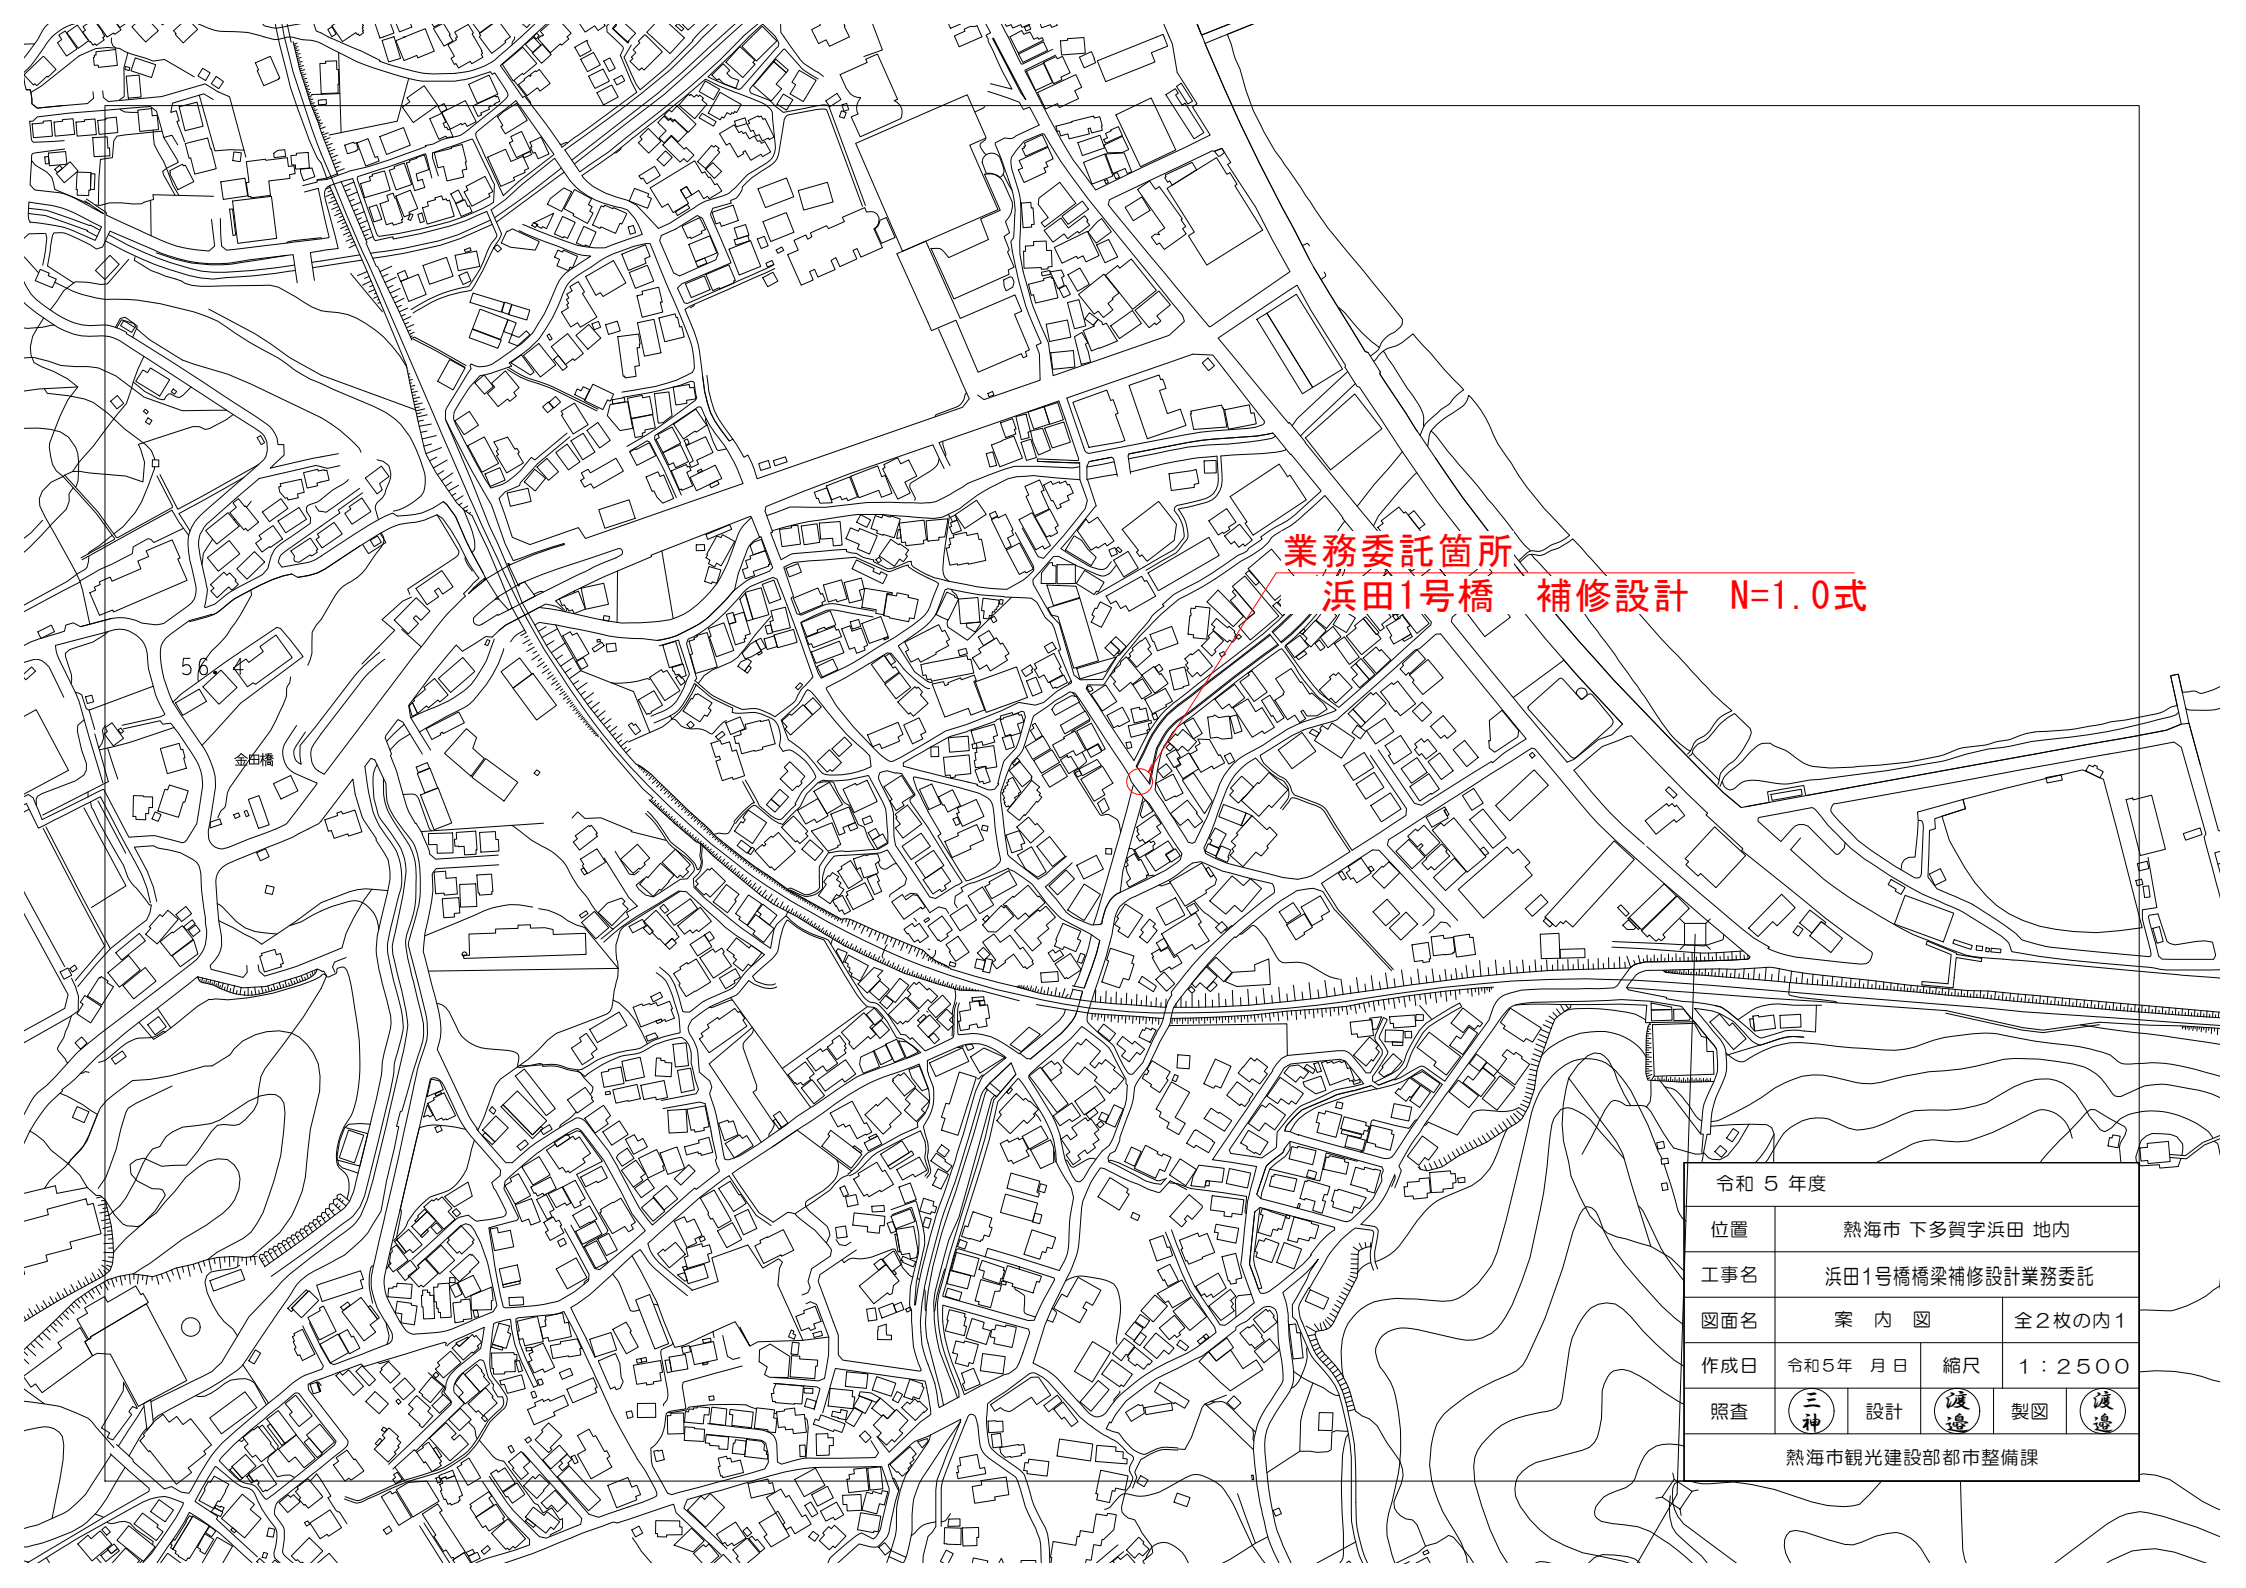 業務委託箇所
浜田1号橋 補修設計 N=1.0式
56.4
金田橋
令和 5 年度
位置 熱海市 下多賀字浜田 地内
工事名 浜田1号橋橋梁補修設計業務委託
図面名 案 内 図 全2枚の内1
作成日 令和5年 月 日 縮尺 1：2500
照査 三神 設計 渡邉 製図 渡邉
熱海市観光建設部都市整備課